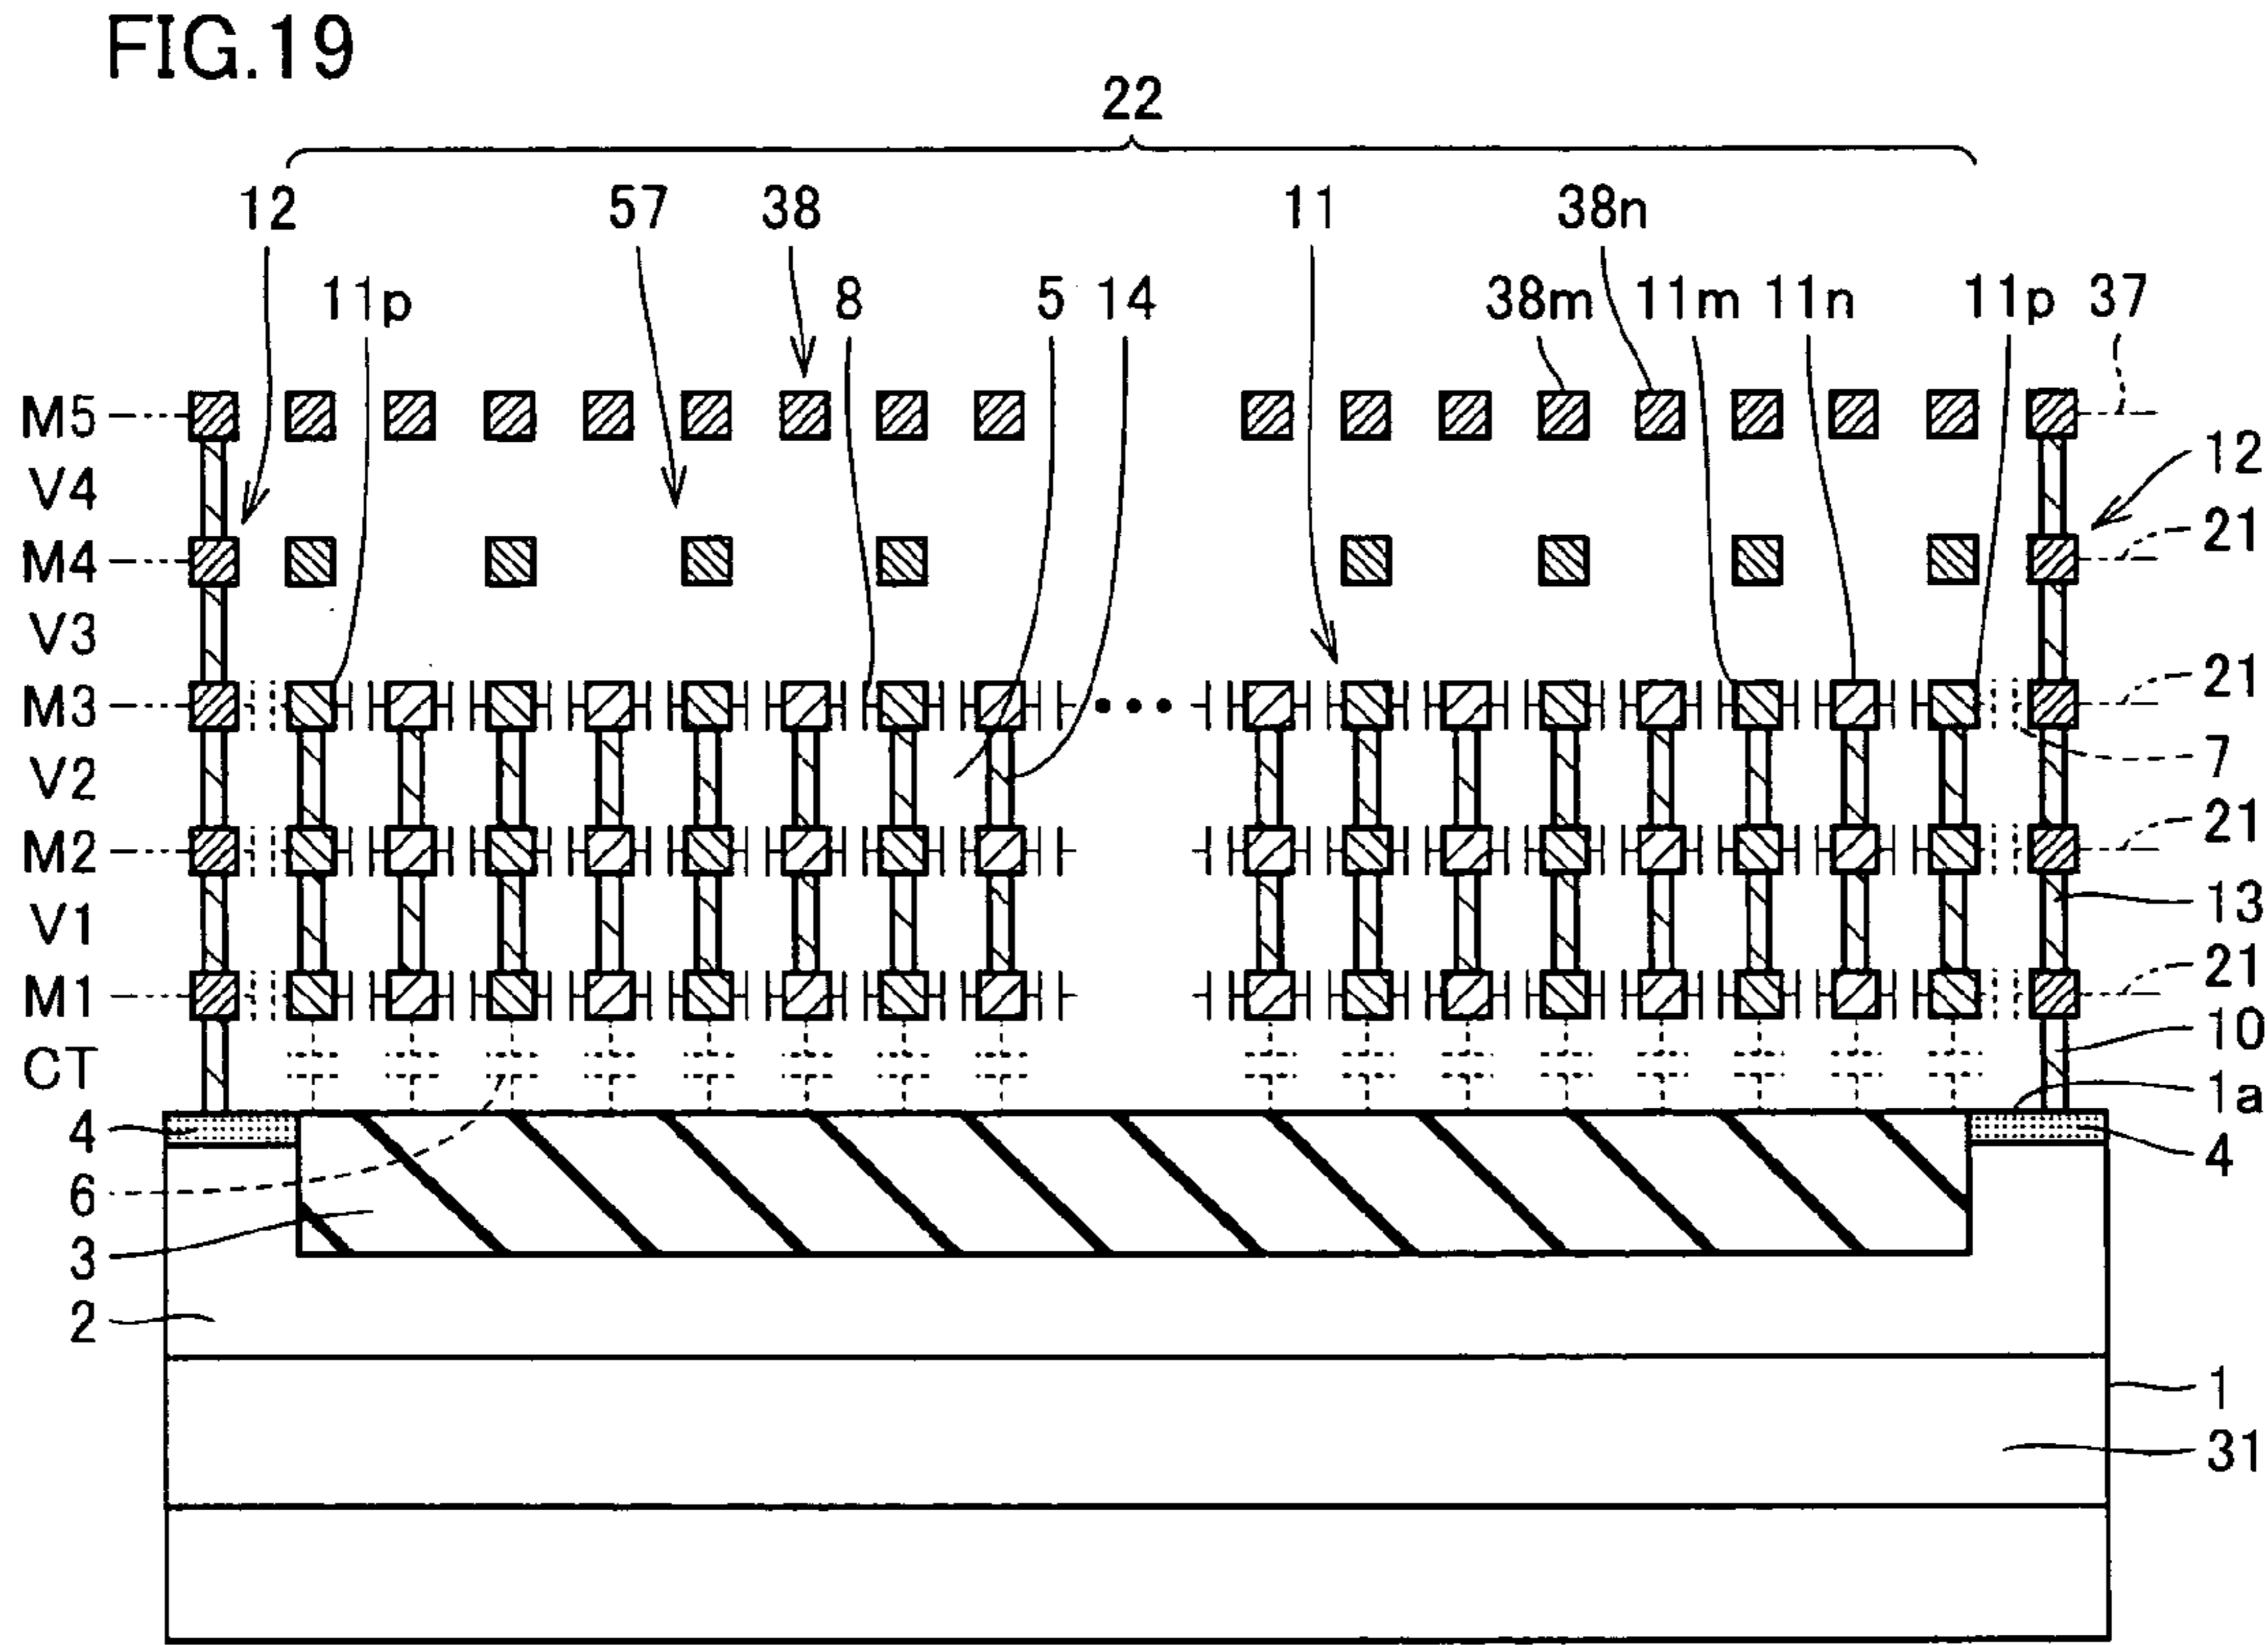 FIG.19
22
12 57 38 11 38n
11p 8 5 14 38m 11m 11n 11p 37
M5
12
V4
M4 21
V3
M3 21
V2 7
M2 21
V1 13
M1 21
CT 10
1a
4 4
6
3
2
1
31